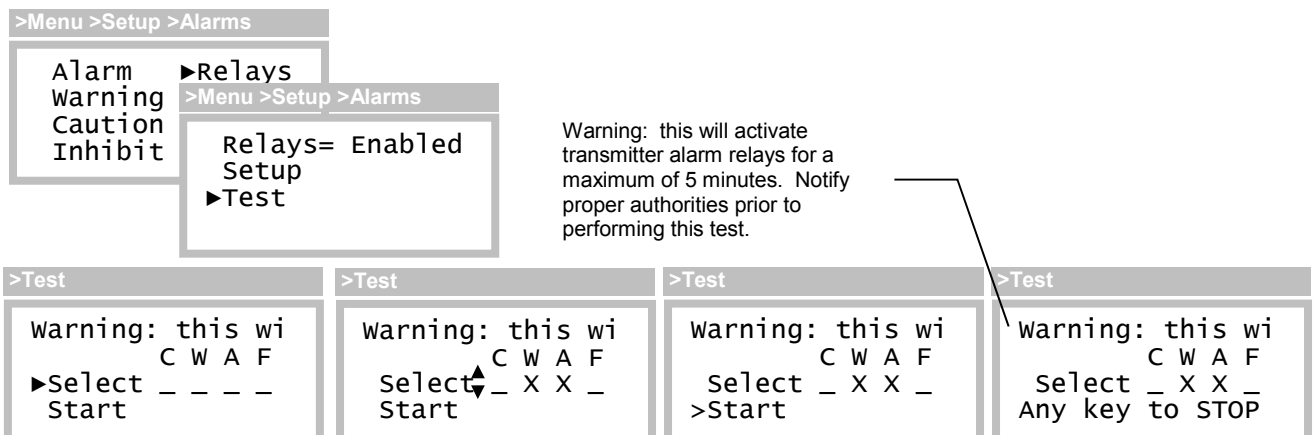 >Menu >Setup >Alarms
Alarm ►Relays
Warning
Caution
Inhibit
>Menu >Setup >Alarms
Relays= Enabled
Setup
►Test
Warning: this will activate
transmitter alarm relays for a
maximum of 5 minutes. Notify
proper authorities prior to
performing this test.
>Test
Warning: this wi
C W A F
►Select _ _ _ _
Start
>Test
Warning: this wi
C W A F
Select _ X X _
Start
>Test
Warning: this wi
C W A F
Select _ X X _
>Start
>Test
Warning: this wi
C W A F
Select _ X X _
Any key to STOP